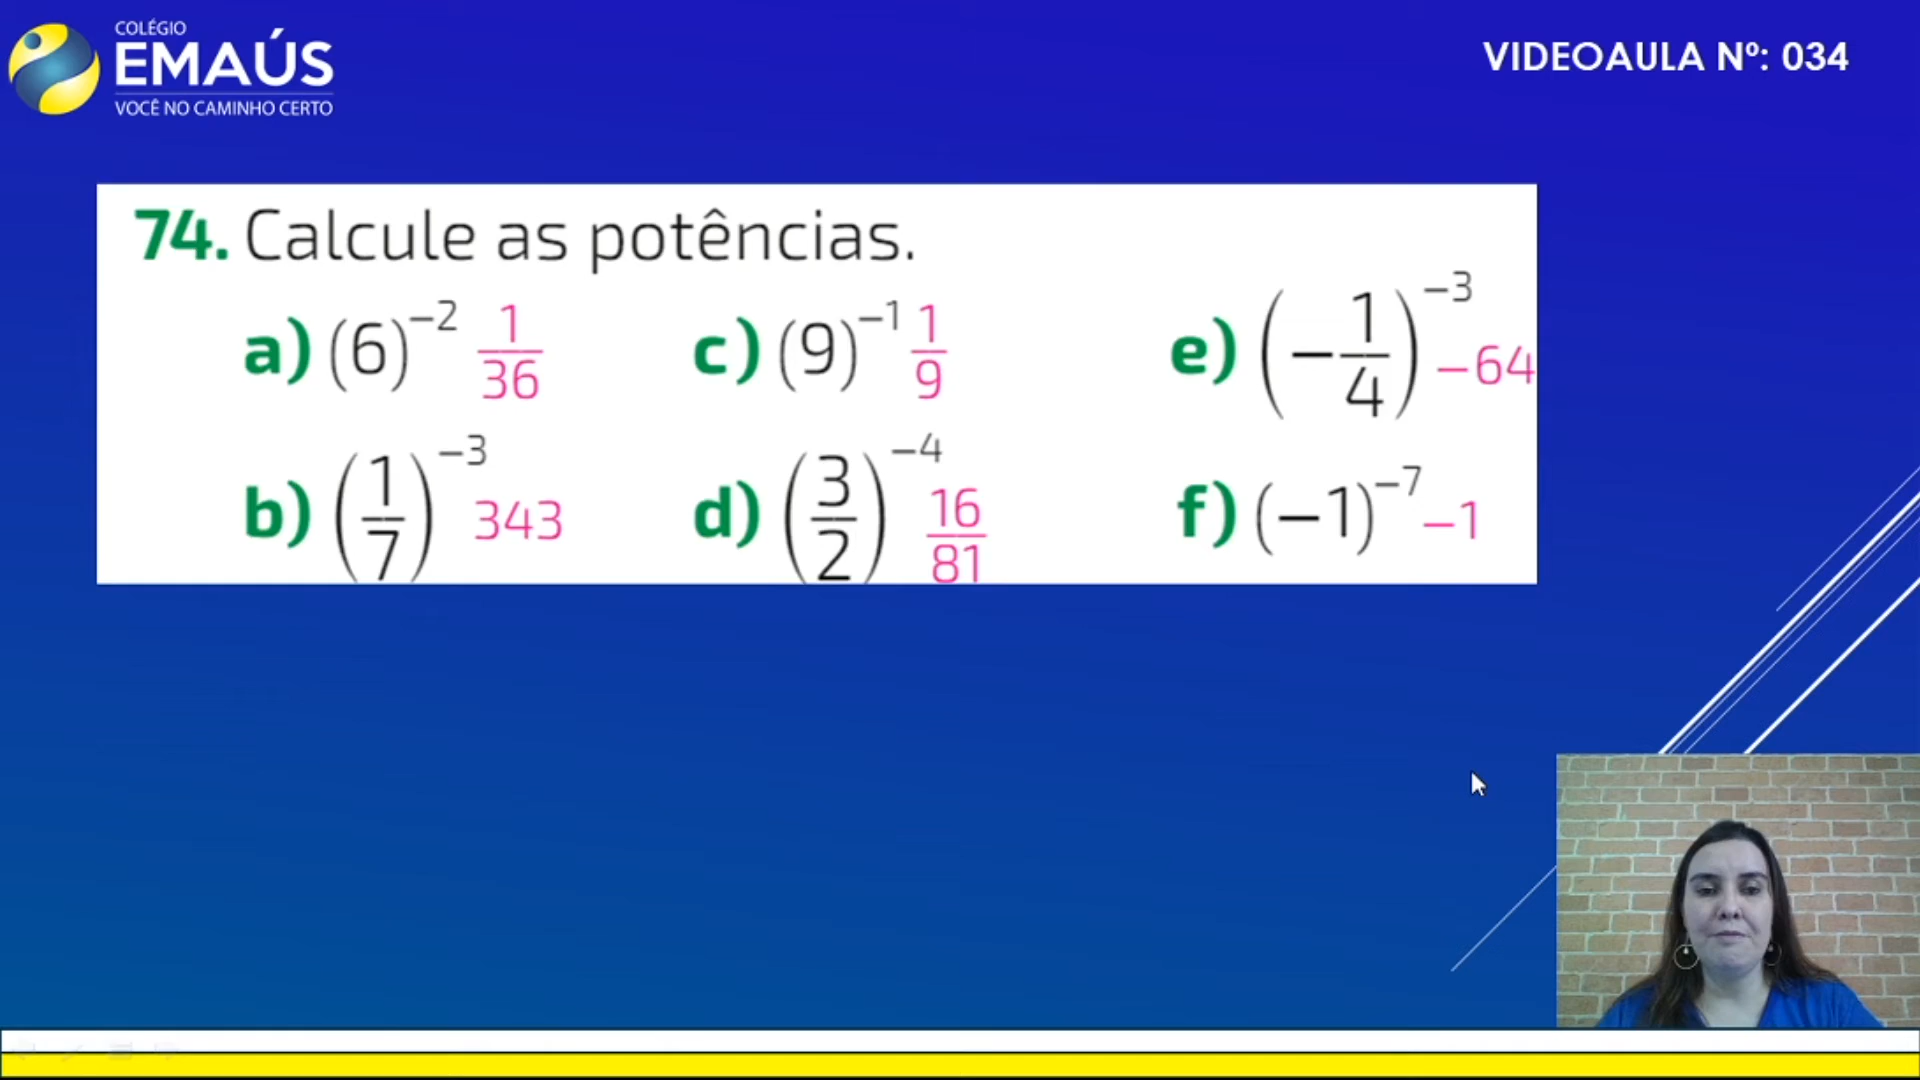 COLÉGIO
EMAÚS
VOCÊ NO CAMINHO CERTO
VIDEOAULA Nº: 034
74. Calcule as potências.
a) (6)⁻² 1/36 c) (9)⁻¹ 1/9 e) (−1/4)⁻³ −64
b) (1/7)⁻³ 343 d) (3/2)⁻⁴ 16/81 f) (−1)⁻⁷ −1